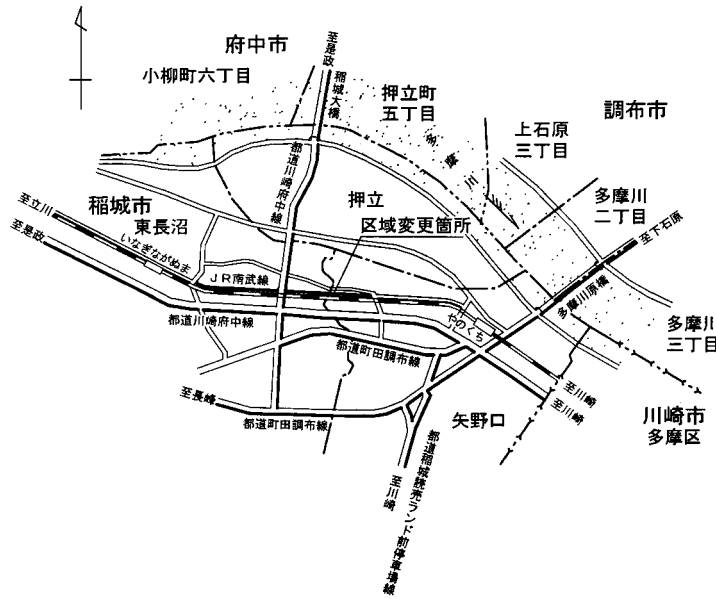 府中市
小柳町六丁目
至是政
稲城大橋
押立町
五丁目
調布市
上石原
三丁目
多摩川
都道川崎府中線
多摩川
二丁目
至下石原
押立
区域変更箇所
至立川
稲城市
東長沼
至是政
いなぎながぬま
JR南武線
多摩川原橋
多摩川
三丁目
都道川崎府中線
やのくち
都道町田調布線
至川崎
至川崎
至長峰
都道町田調布線
矢野口
川崎市
多摩区
至川崎
都道稲城読売ランド前停車場線